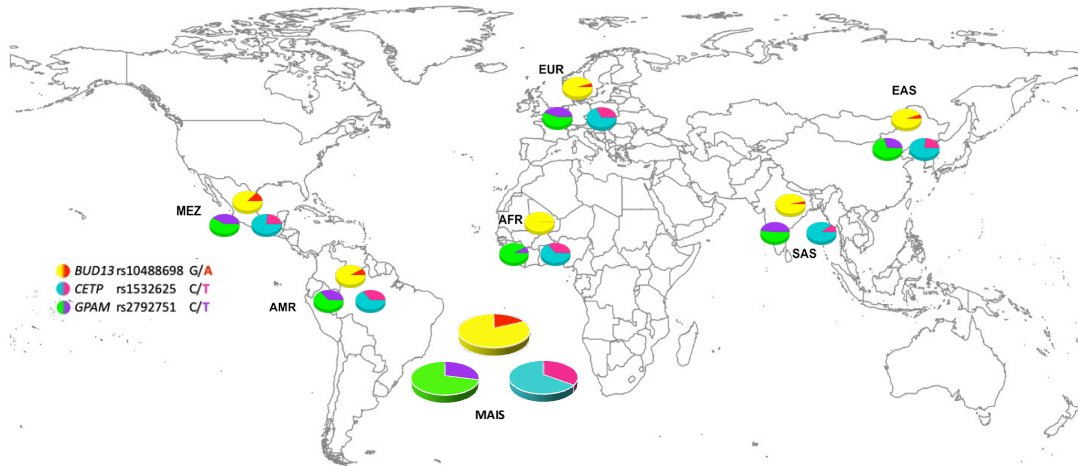 EUR
EAS
MEZ
AFR
SAS
BUD13 rs10488698 G/A
CETP rs1532625 C/T
GPAM rs2792751 C/T
AMR
MAIS